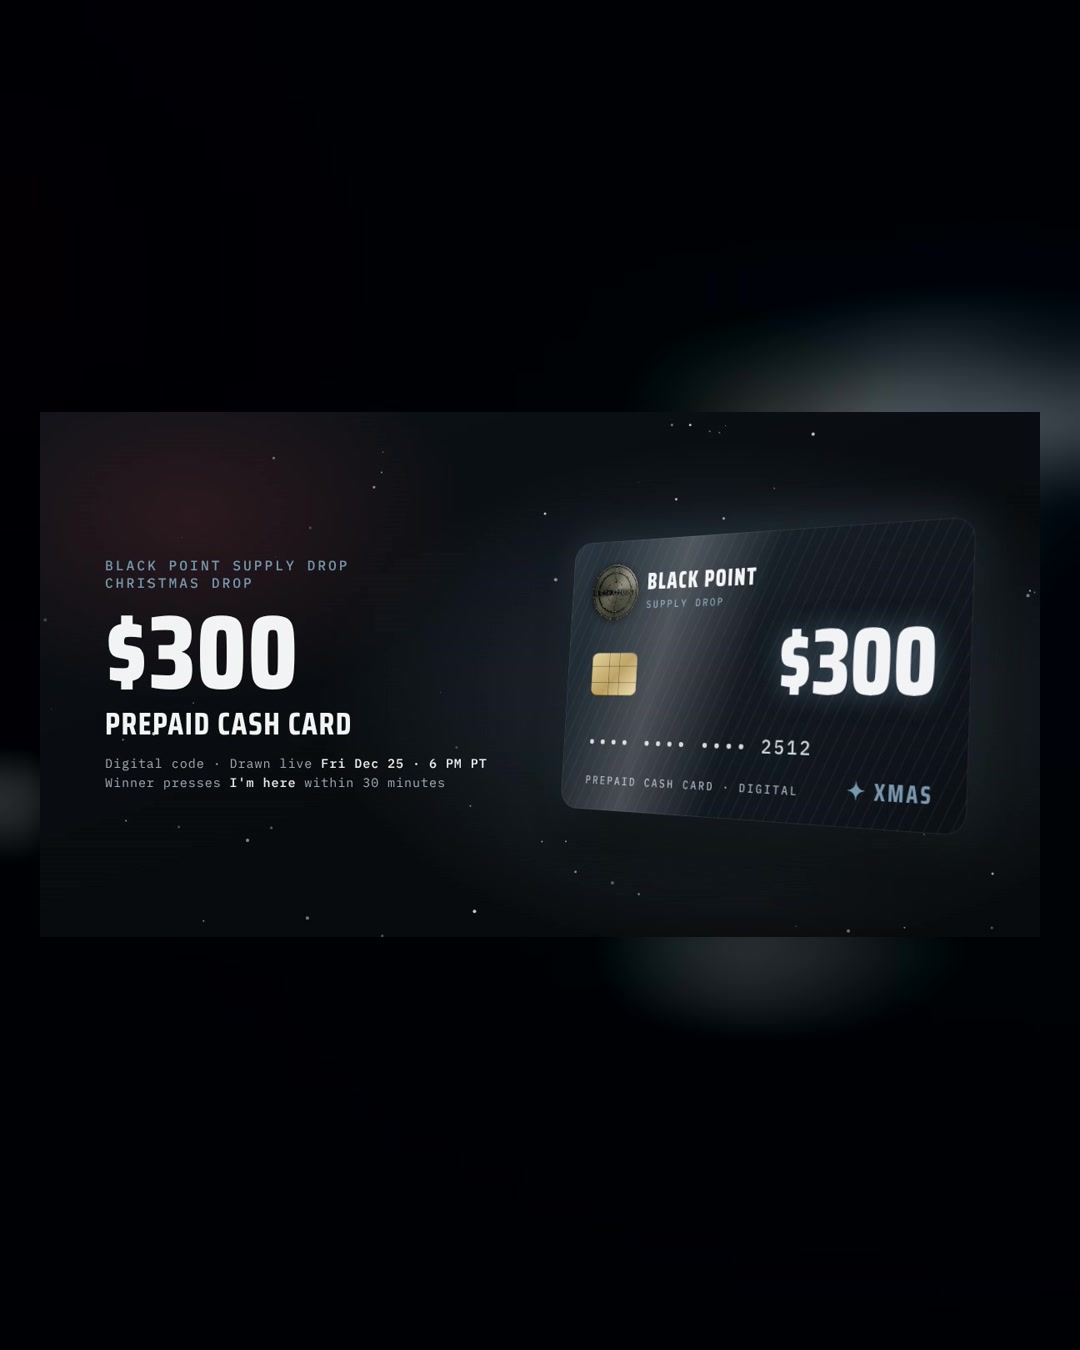 BLACK POINT SUPPLY DROP
CHRISTMAS DROP
$300
PREPAID CASH CARD
Digital code · Drawn live Fri Dec 25 · 6 PM PT
Winner presses I'm here within 30 minutes
BLACK POINT
SUPPLY DROP
$300
•••• •••• •••• 2512
PREPAID CASH CARD · DIGITAL
✦ XMAS